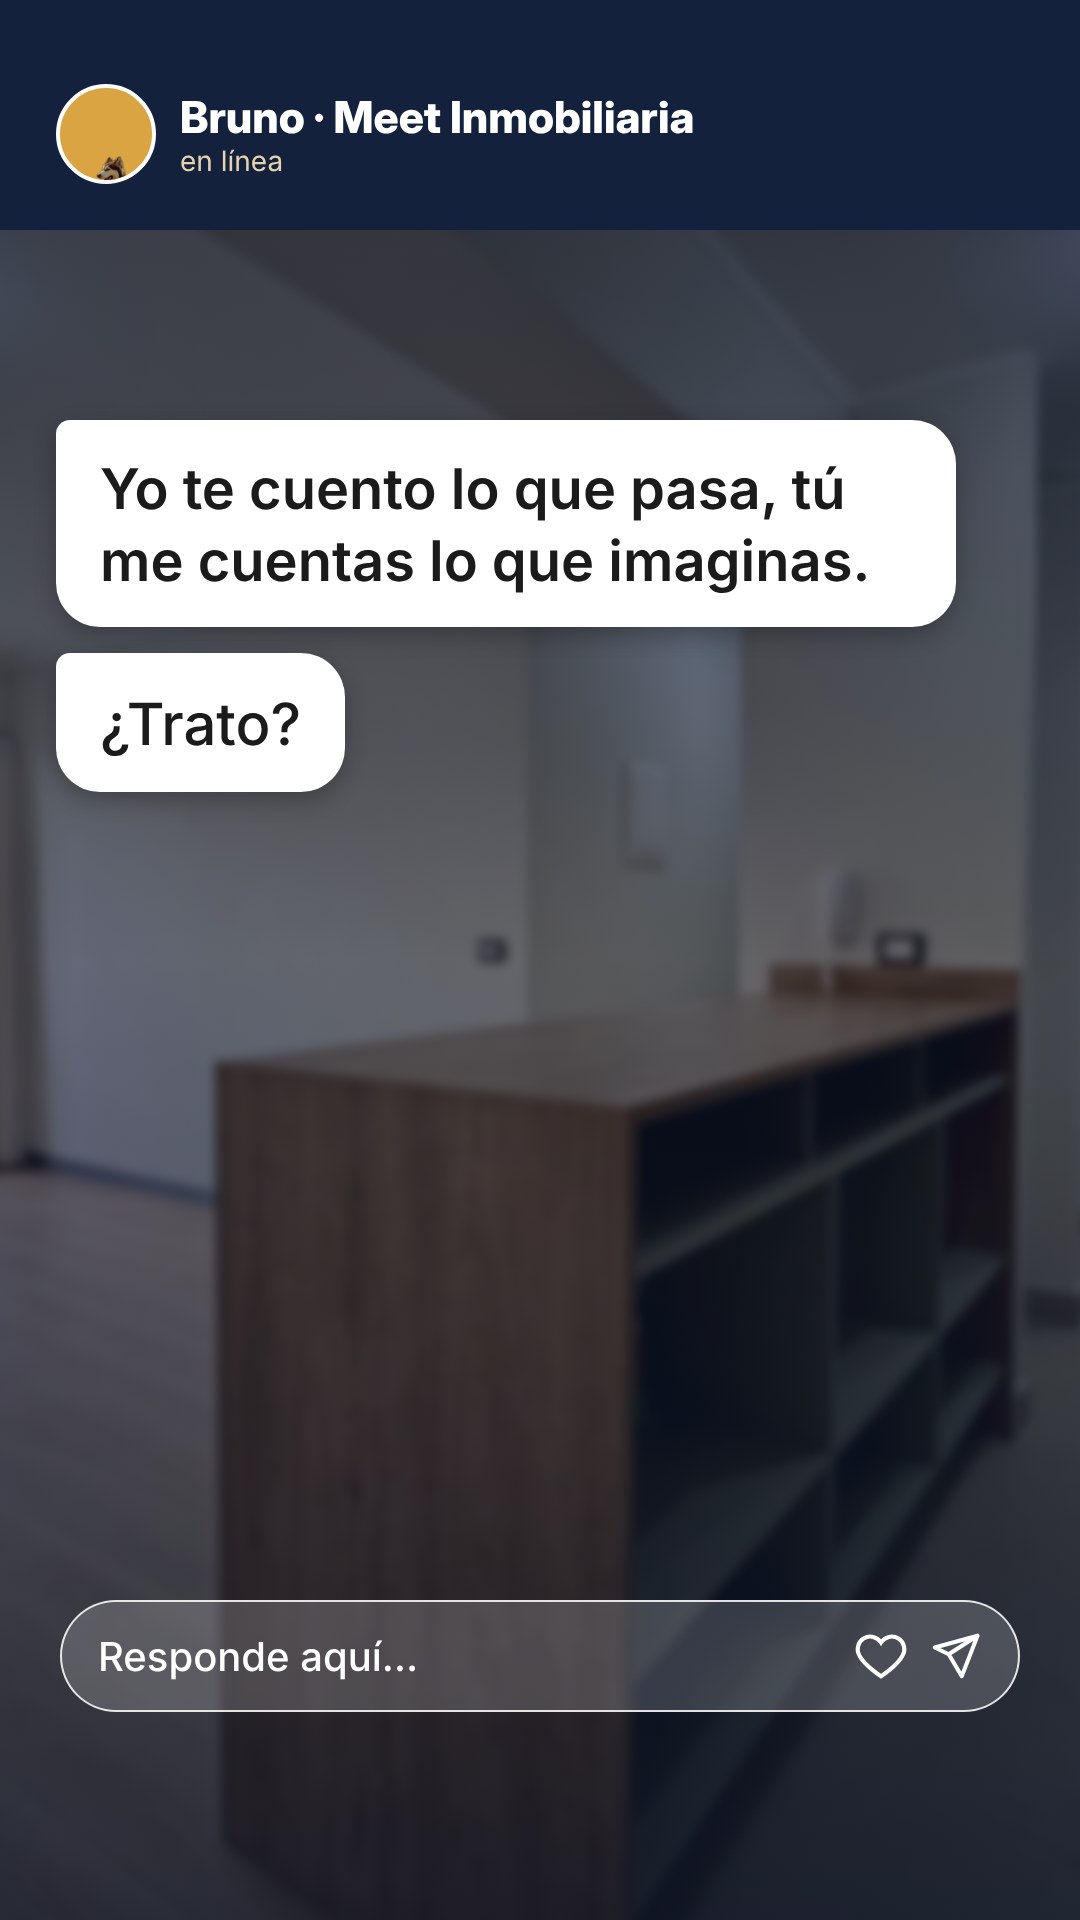 Bruno · Meet Inmobiliaria
en línea
Yo te cuento lo que pasa, tú
me cuentas lo que imaginas.
¿Trato?
Responde aquí...